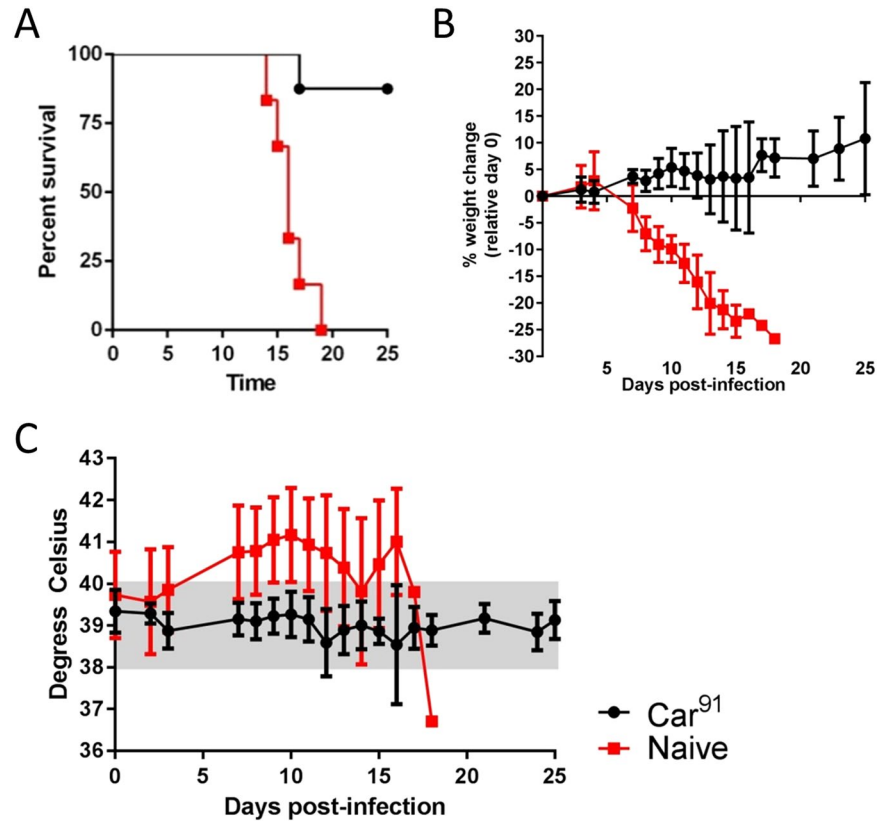 A
Percent survival
100
75
50
25
0
0 5 10 15 20 25
Time
B
% weight change
(relative day 0)
30
25
20
15
10
5
0
-5
-10
-15
-20
-25
-30
5 10 15 20 25
Days post-infection
C
Degress Celsius
43
42
41
40
39
38
37
36
0 5 10 15 20 25
Days post-infection
Car91
Naive